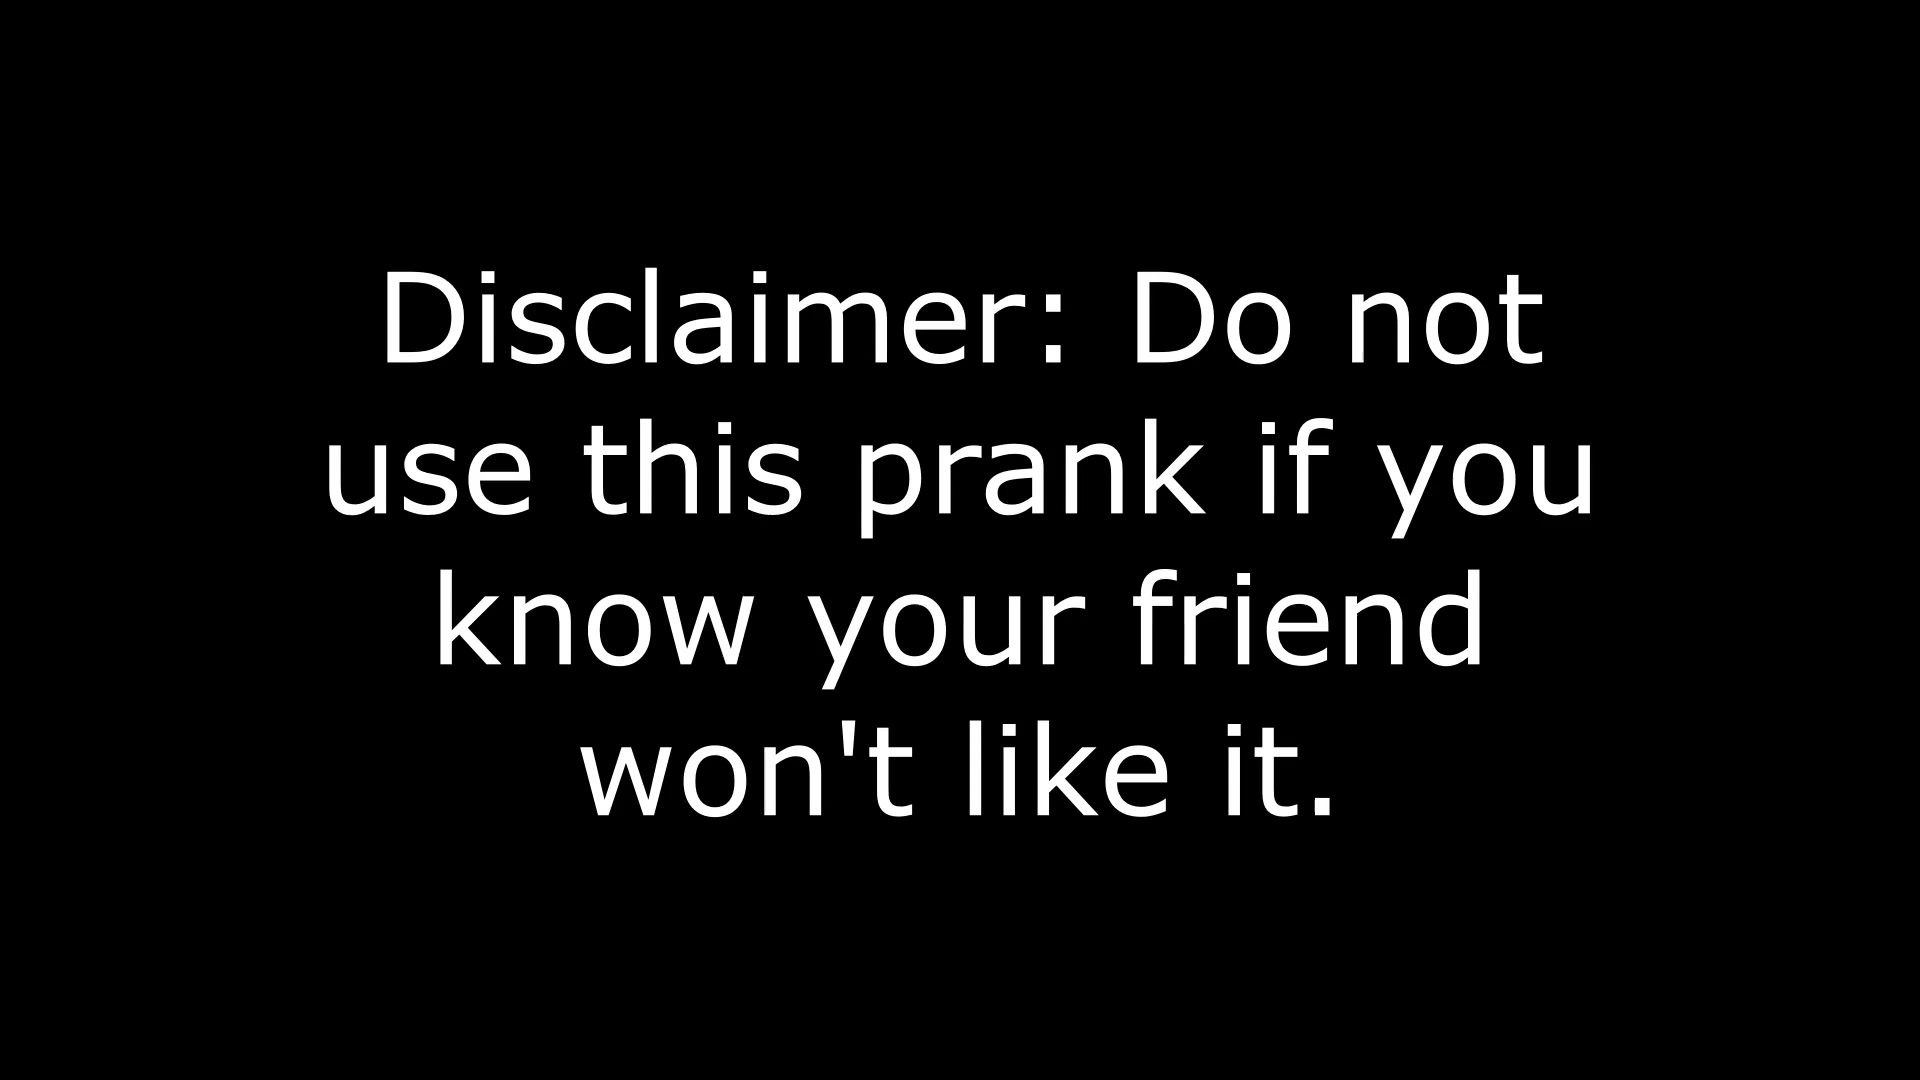 Disclaimer: Do not
use this prank if you
know your friend
won't like it.